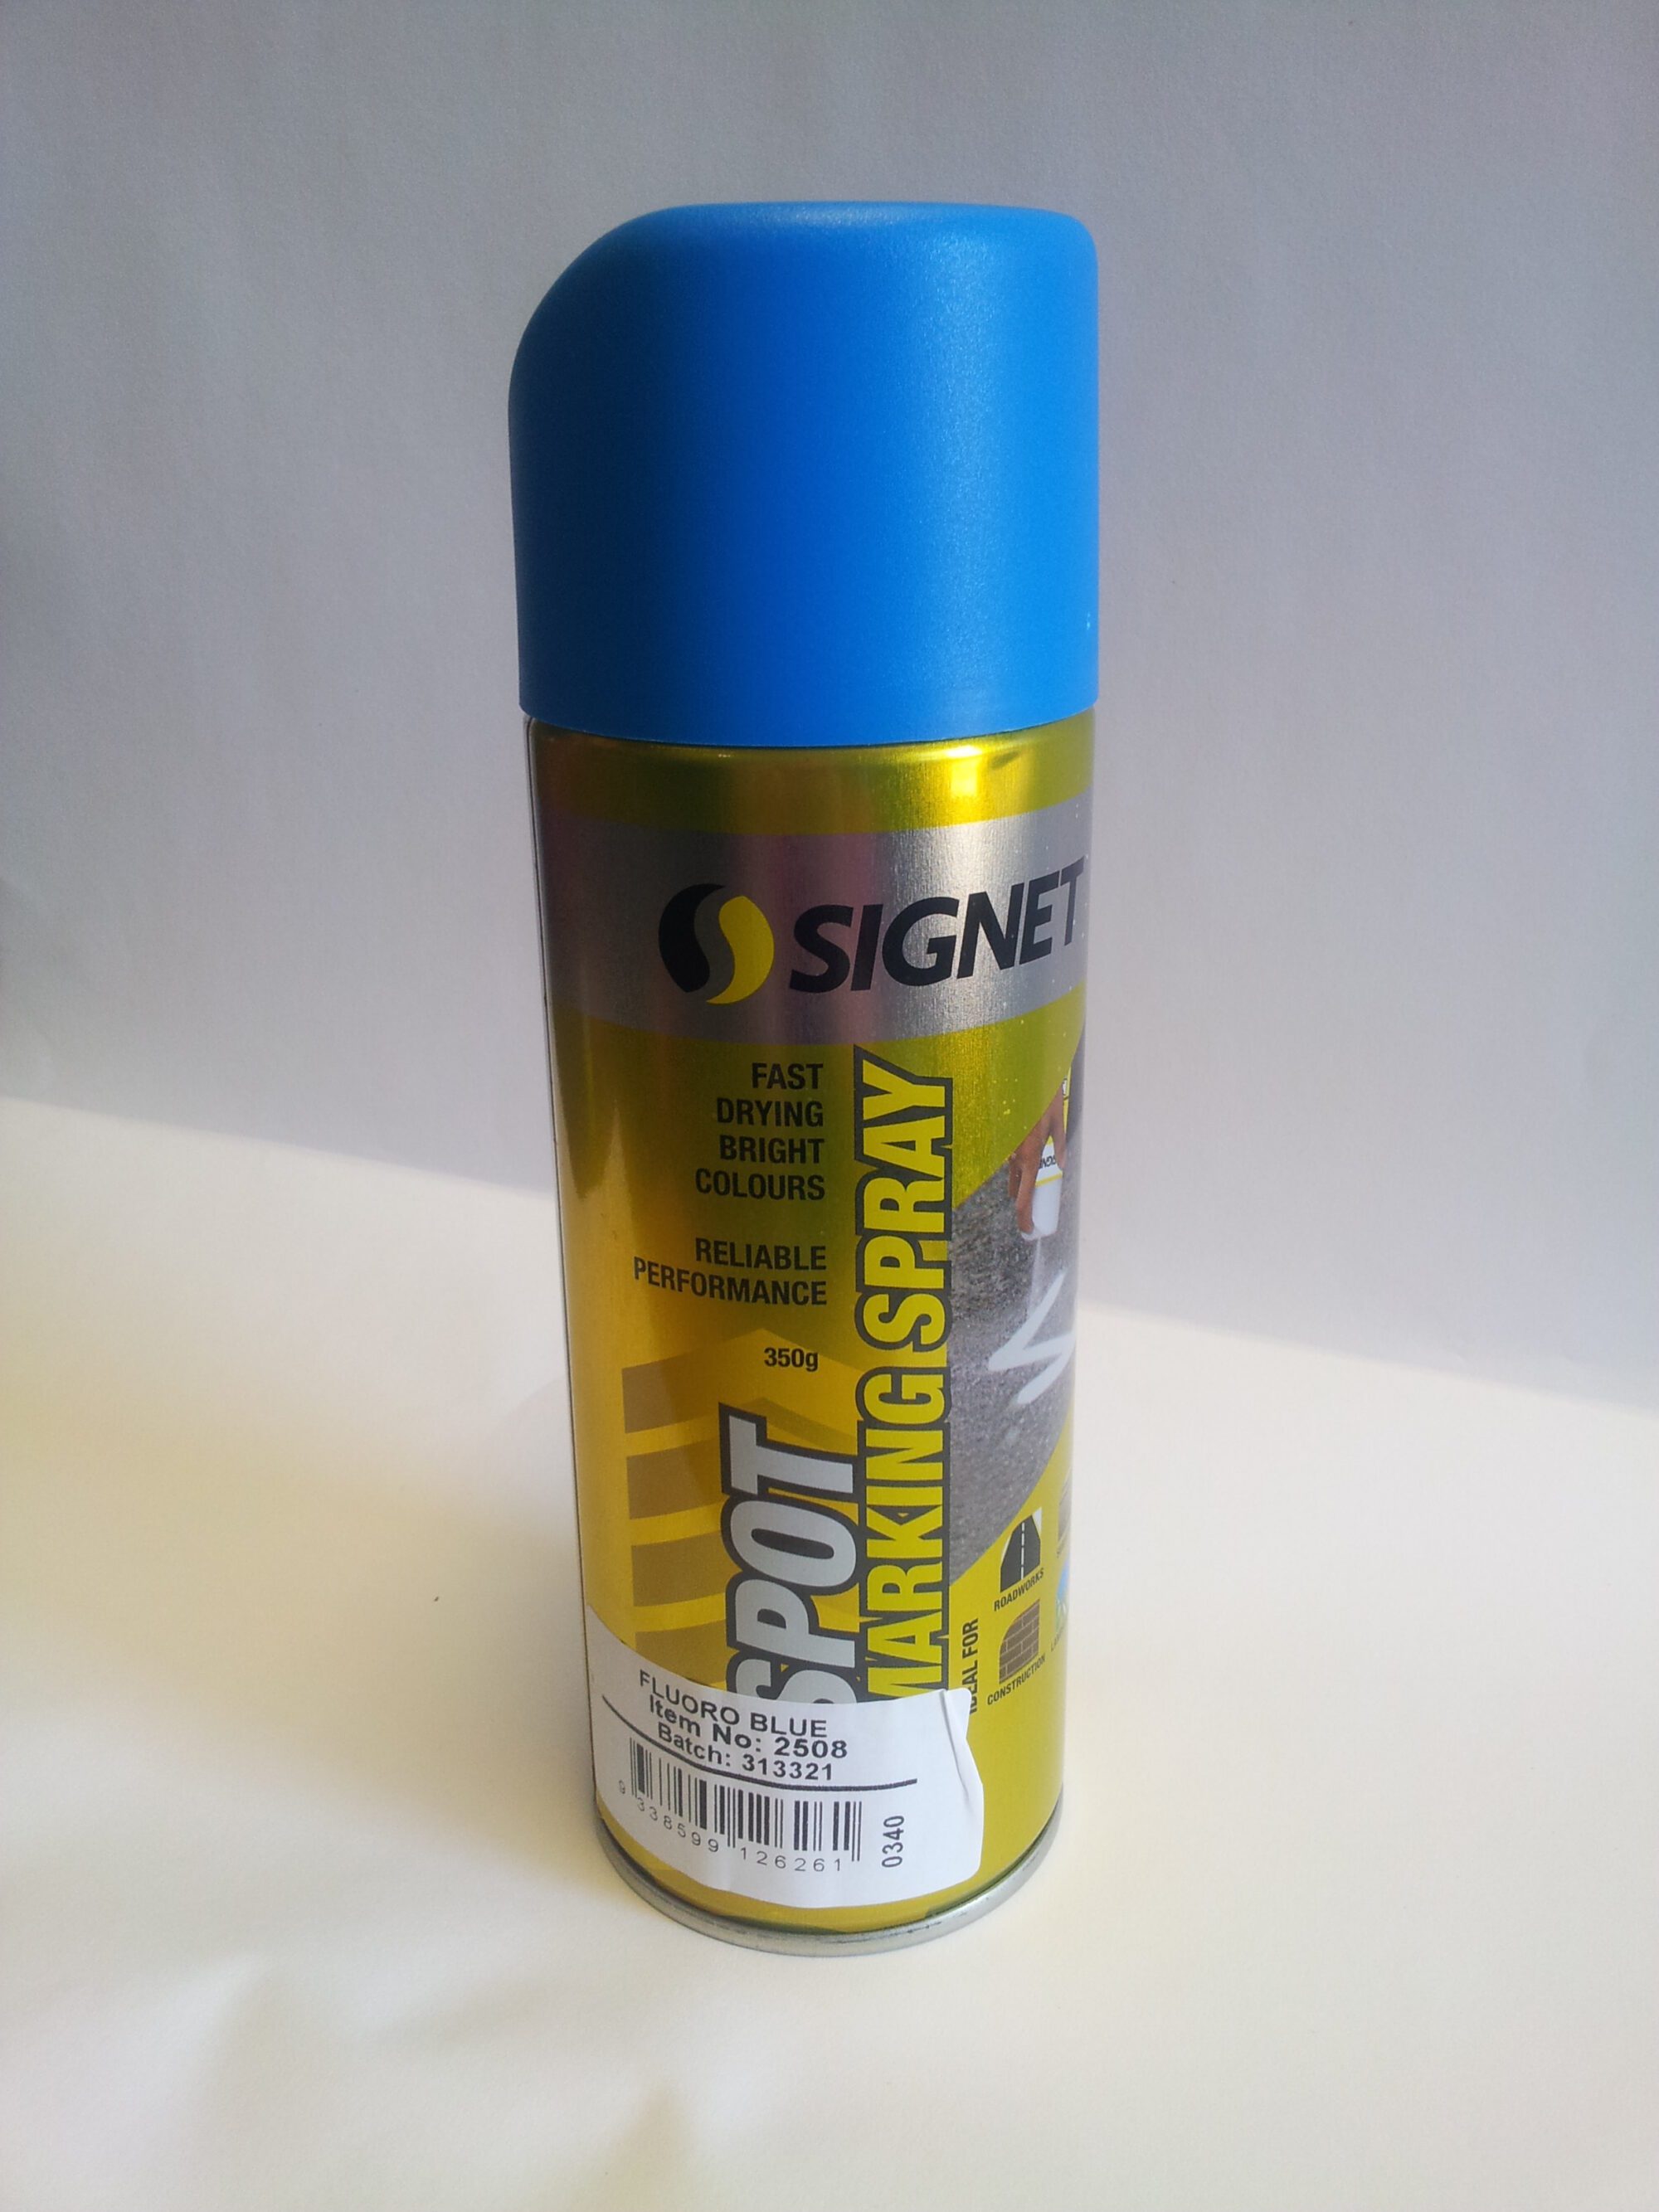 SIGNET
FAST
DRYING
BRIGHT
COLOURS
RELIABLE
PERFORMANCE
350g
SPOT
MARKING SPRAY
IDEAL FOR
ROADWORKS
CONSTRUCTION
FLUORO BLUE
Item No: 2508
Batch: 313321
9 338599 126261
0340